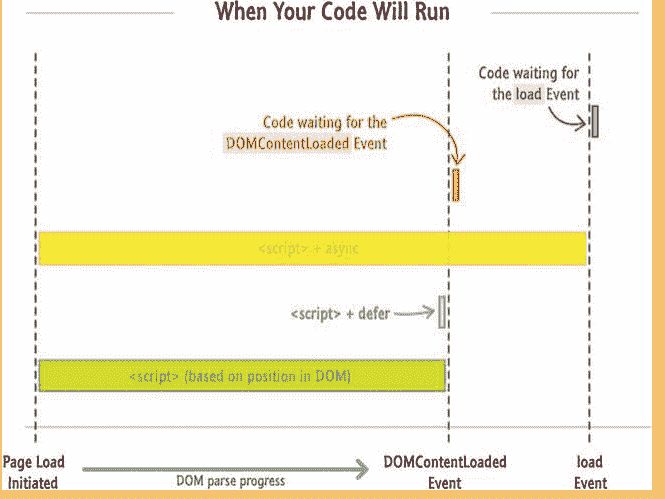 When Your Code Will Run
Code waiting for
the load Event
Code waiting for the
DOMContentLoaded Event
<script> + async
<script> + defer
<script> (based on position in DOM)
Page Load
Initiated
DOM parse progress
DOMContentLoaded
Event
load
Event